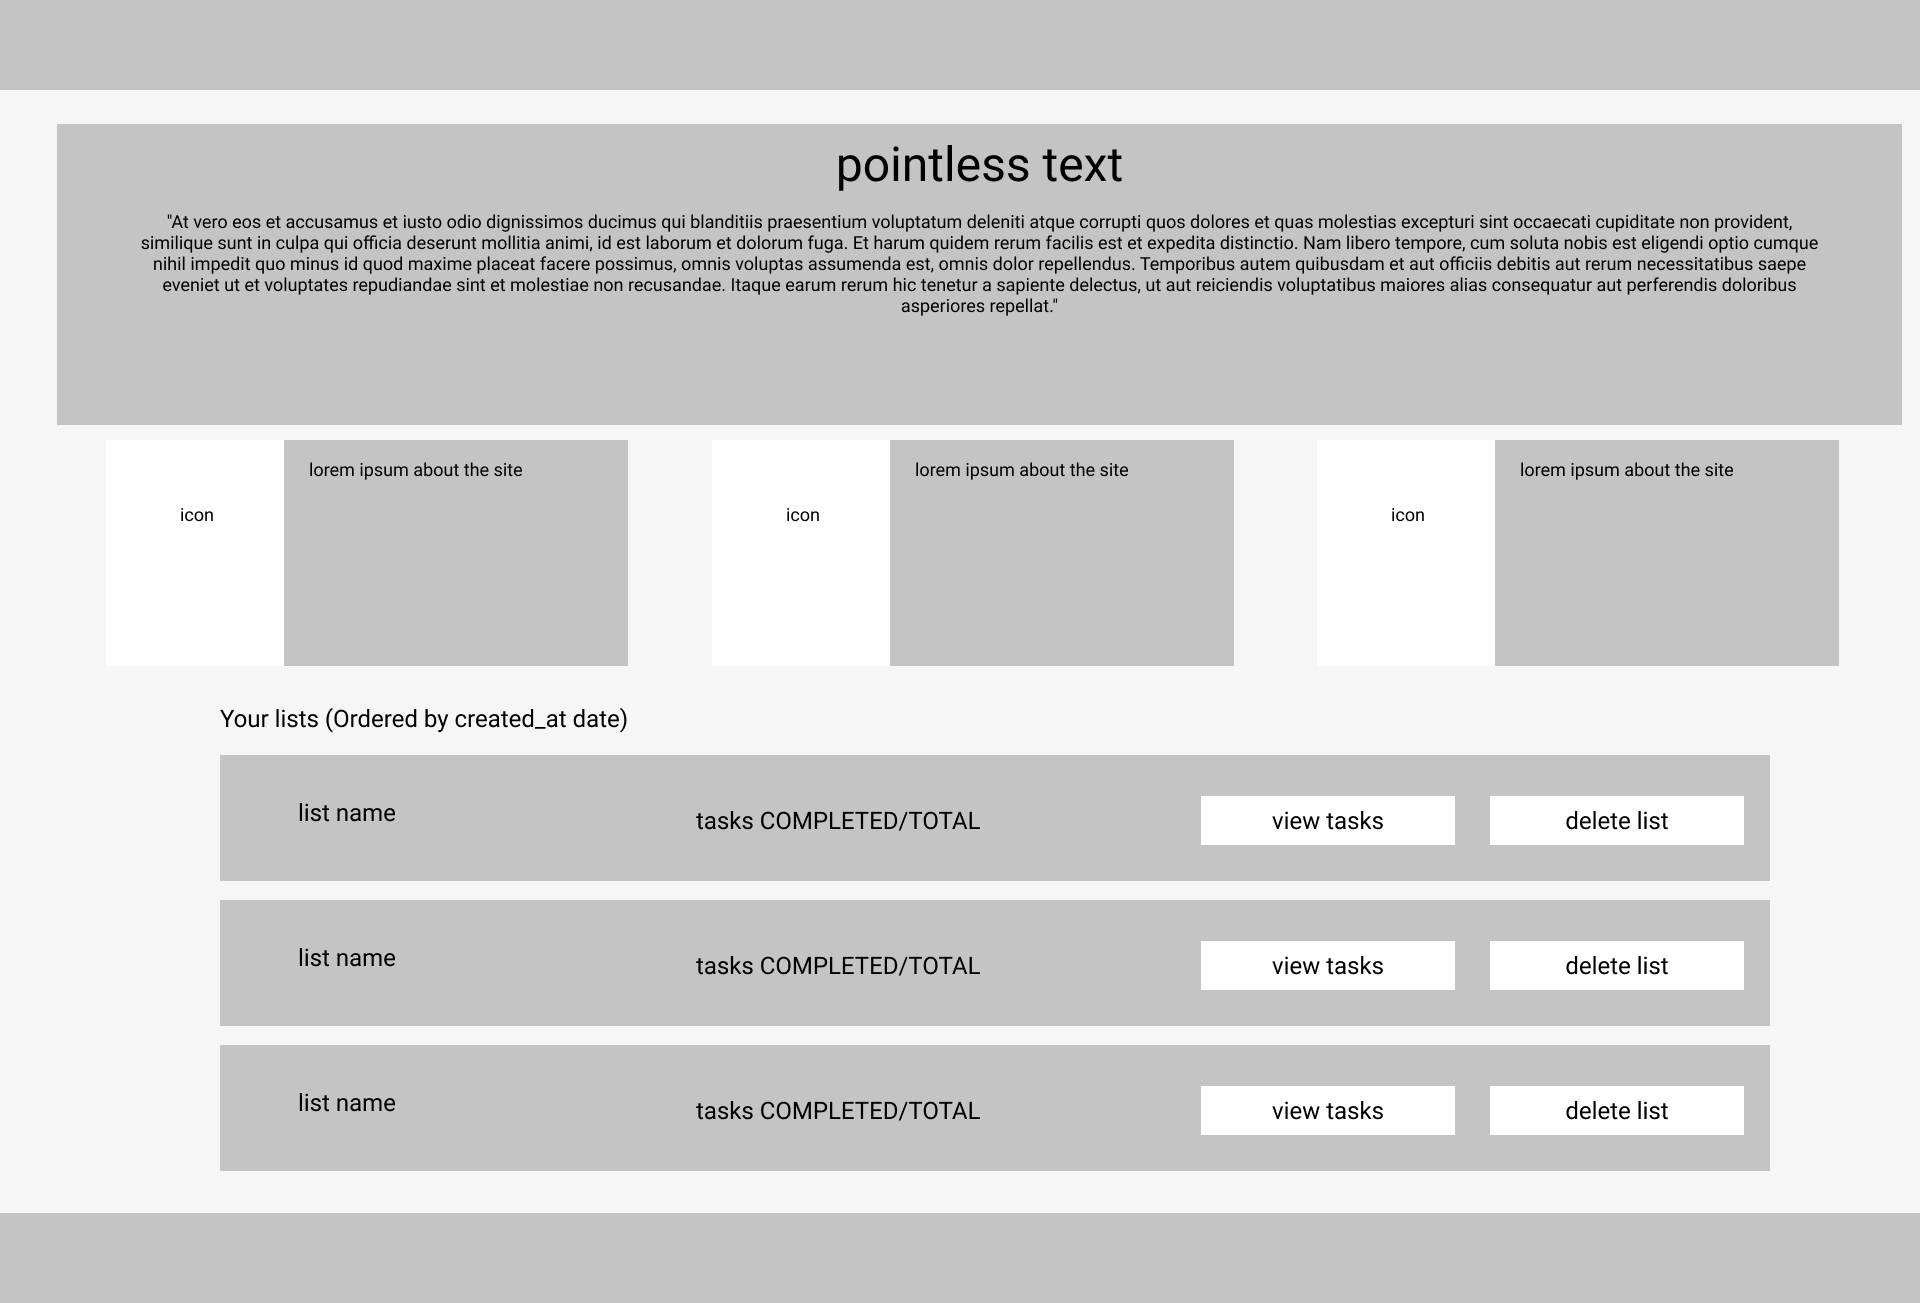 pointless text
"At vero eos et accusamus et iusto odio dignissimos ducimus qui blanditiis praesentium voluptatum deleniti atque corrupti quos dolores et quas molestias excepturi sint occaecati cupiditate non provident,
similique sunt in culpa qui officia deserunt mollitia animi, id est laborum et dolorum fuga. Et harum quidem rerum facilis est et expedita distinctio. Nam libero tempore, cum soluta nobis est eligendi optio cumque
nihil impedit quo minus id quod maxime placeat facere possimus, omnis voluptas assumenda est, omnis dolor repellendus. Temporibus autem quibusdam et aut officiis debitis aut rerum necessitatibus saepe
eveniet ut et voluptates repudiandae sint et molestiae non recusandae. Itaque earum rerum hic tenetur a sapiente delectus, ut aut reiciendis voluptatibus maiores alias consequatur aut perferendis doloribus
asperiores repellat."
icon
lorem ipsum about the site
icon
lorem ipsum about the site
icon
lorem ipsum about the site
Your lists (Ordered by created_at date)
list name
tasks COMPLETED/TOTAL
view tasks
delete list
list name
tasks COMPLETED/TOTAL
view tasks
delete list
list name
tasks COMPLETED/TOTAL
view tasks
delete list